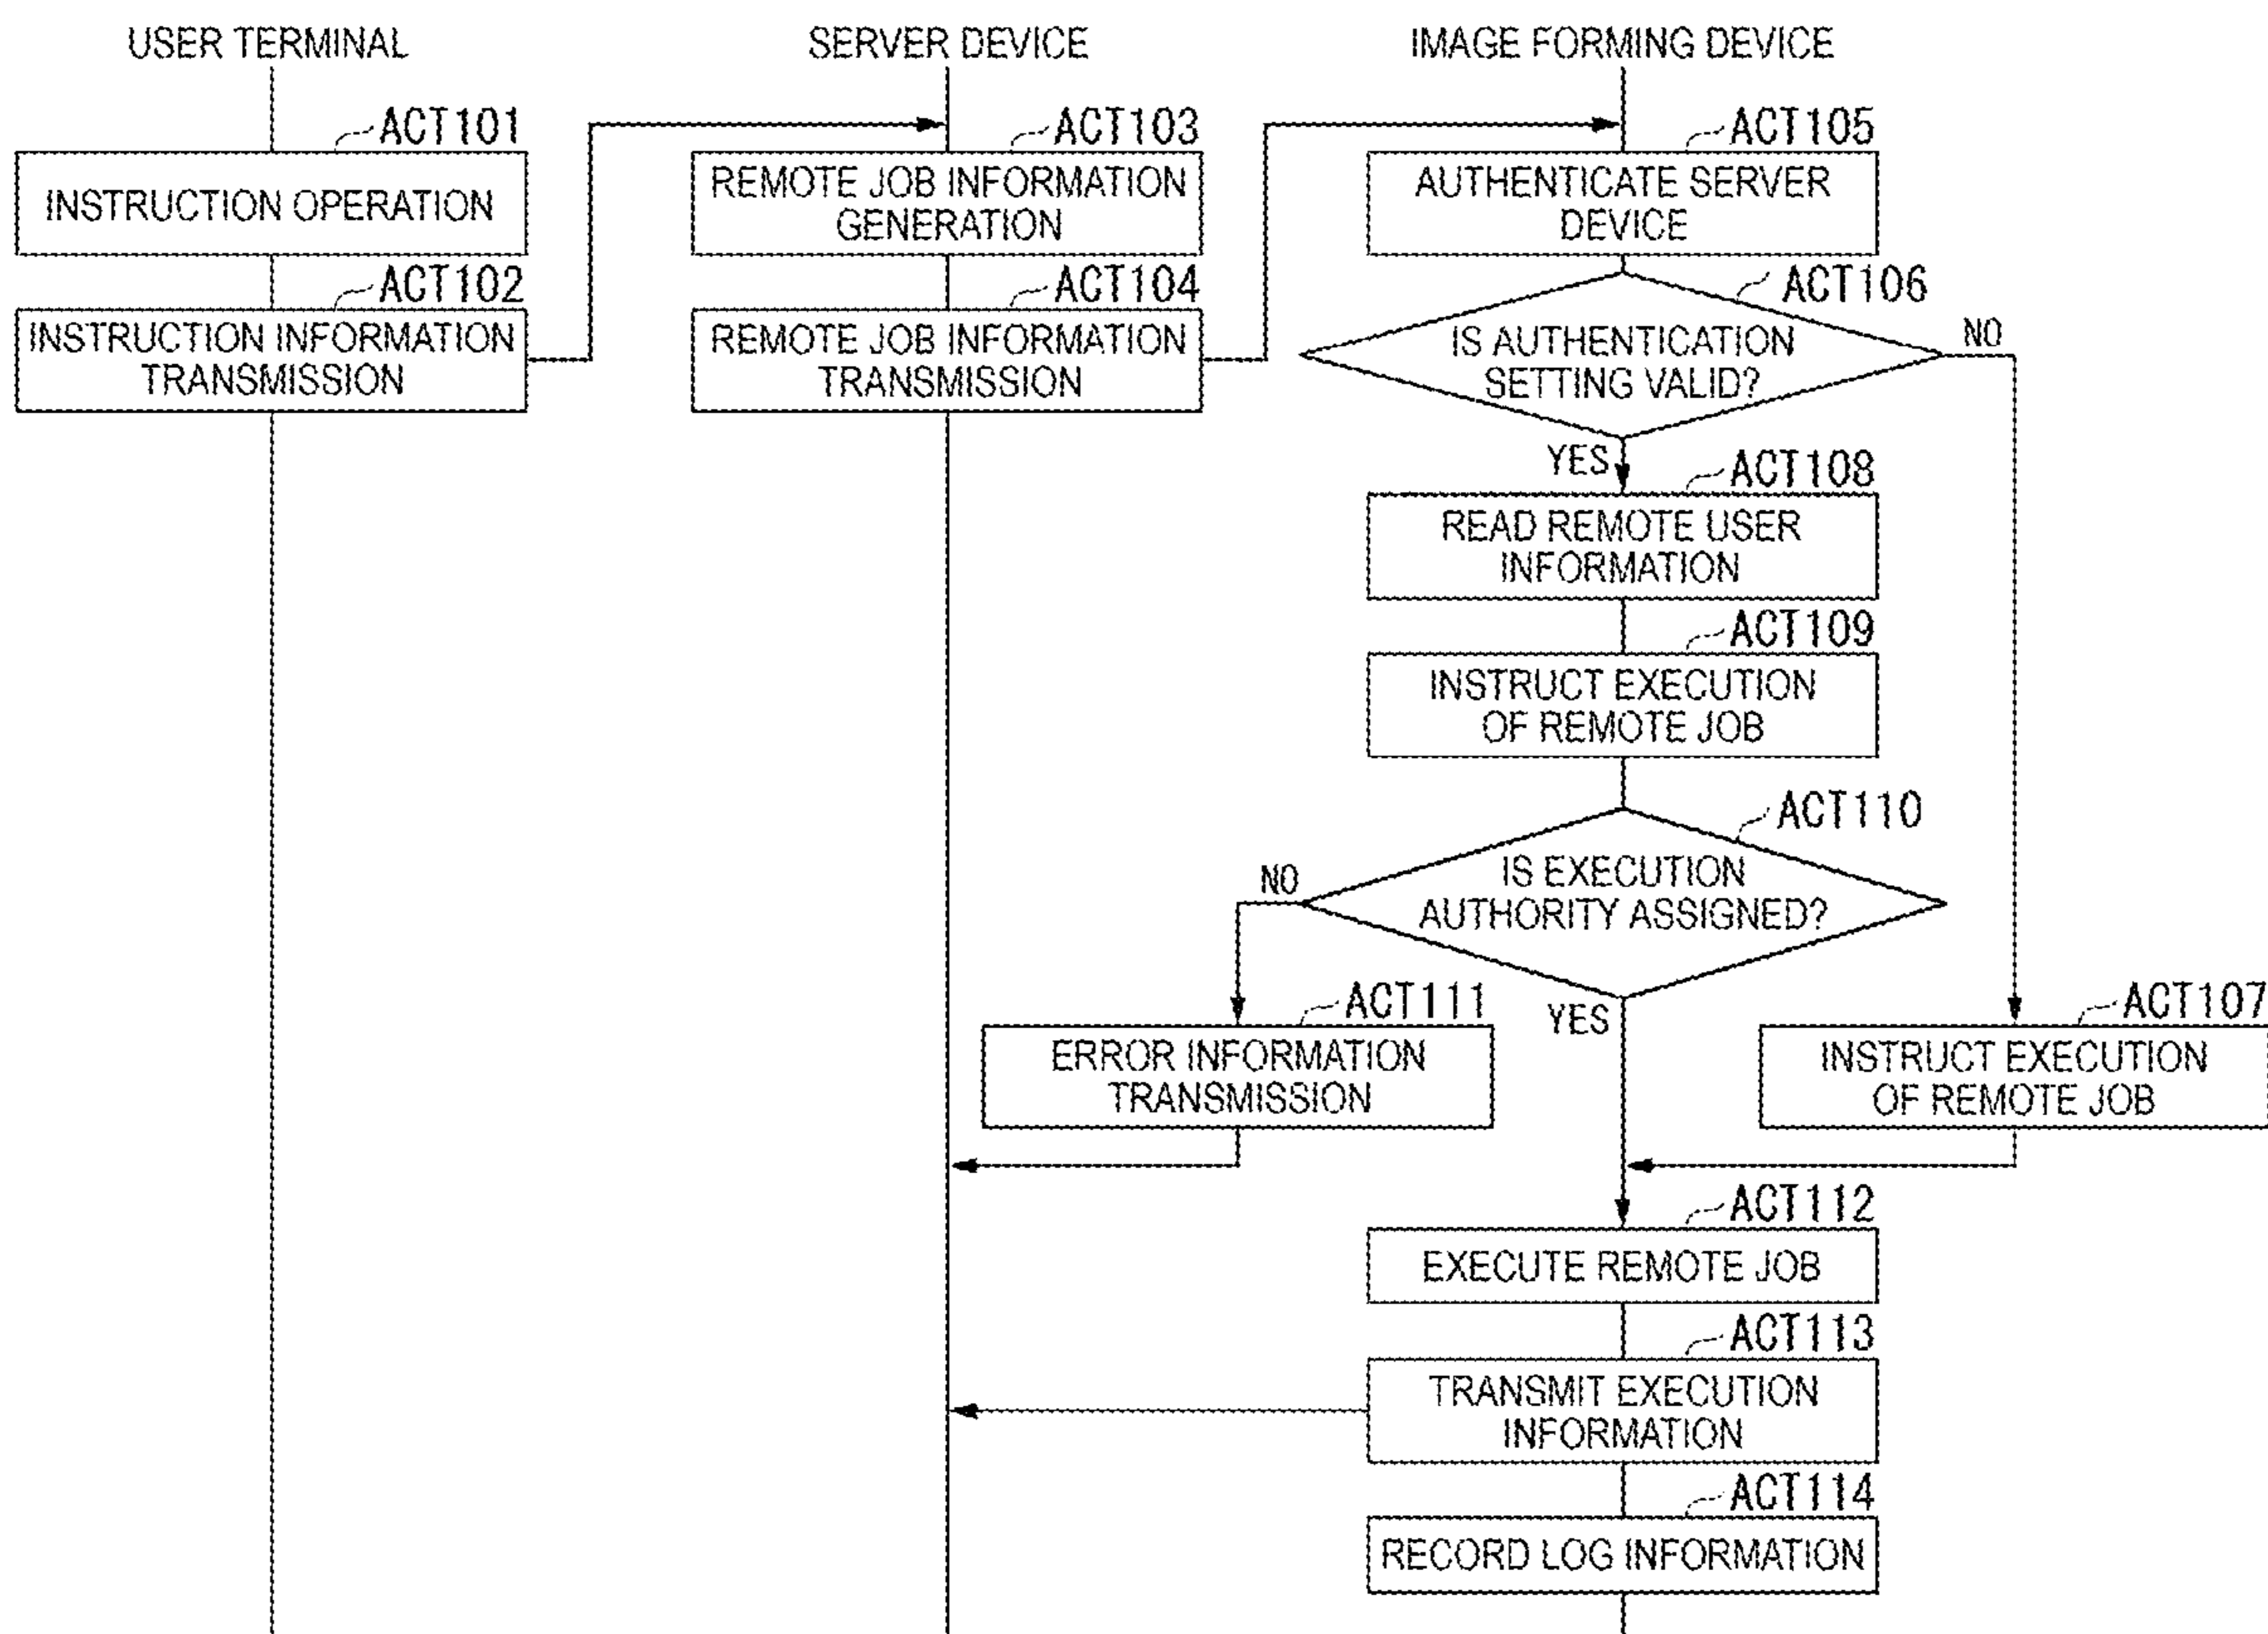 USER TERMINAL
SERVER DEVICE
IMAGE FORMING DEVICE
ACT101
INSTRUCTION OPERATION
ACT102
INSTRUCTION INFORMATION
TRANSMISSION
ACT103
REMOTE JOB INFORMATION
GENERATION
ACT104
REMOTE JOB INFORMATION
TRANSMISSION
ACT105
AUTHENTICATE SERVER
DEVICE
ACT106
IS AUTHENTICATION
SETTING VALID?
NO
YES
ACT108
READ REMOTE USER
INFORMATION
ACT109
INSTRUCT EXECUTION
OF REMOTE JOB
ACT110
IS EXECUTION
AUTHORITY ASSIGNED?
NO
YES
ACT111
ERROR INFORMATION
TRANSMISSION
ACT107
INSTRUCT EXECUTION
OF REMOTE JOB
ACT112
EXECUTE REMOTE JOB
ACT113
TRANSMIT EXECUTION
INFORMATION
ACT114
RECORD LOG INFORMATION